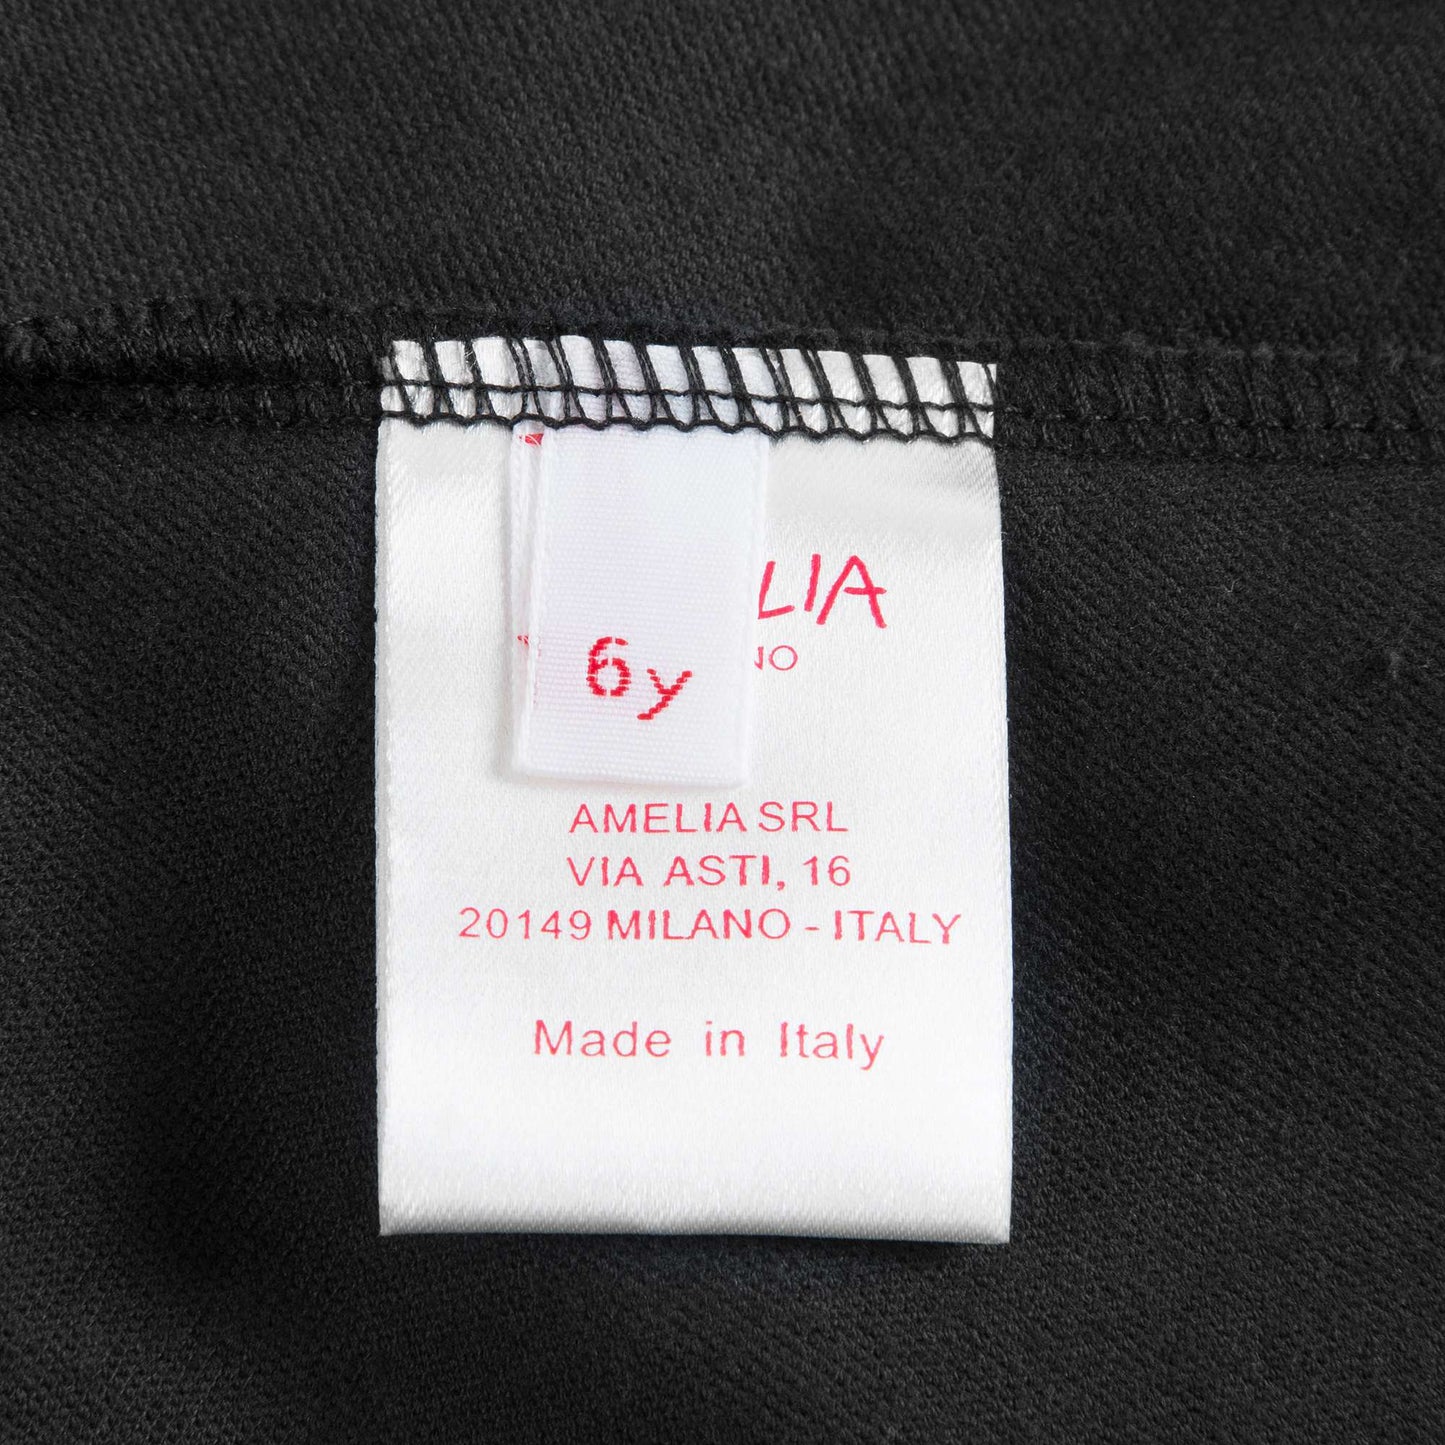 LIA
NO
6y
AMELIA SRL
VIA ASTI, 16
20149 MILANO - ITALY
Made in Italy